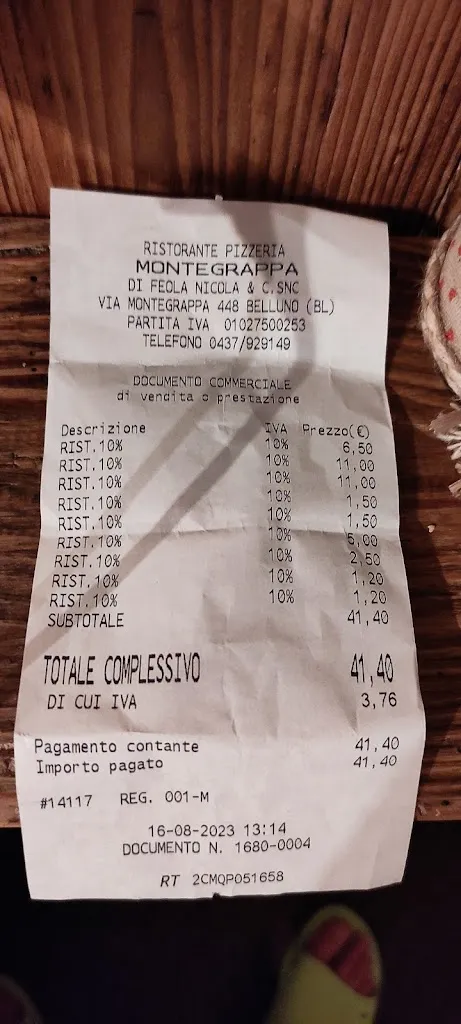 RISTORANTE PIZZERIA
MONTEGRAPPA
DI FEOLA NICOLA & C.SNC
VIA MONTEGRAPPA 448 BELLUNO (BL)
PARTITA IVA 01027500253
TELEFONO 0437/929149
DOCUMENTO COMMERCIALE
di vendita o prestazione
Descrizione IVA Prezzo(€)
RIST.10% 10% 6,50
RIST.10% 10% 11,00
RIST.10% 10% 11,00
RIST.10% 10% 1,50
RIST.10% 10% 1,50
RIST.10% 10% 5,00
RIST.10% 10% 2,50
RIST.10% 10% 1,20
RIST.10% 10% 1,20
SUBTOTALE 41,40
TOTALE COMPLESSIVO 41,40
DI CUI IVA 3,76
Pagamento contante 41,40
Importo pagato 41,40
#14117 REG. 001-M
16-08-2023 13:14
DOCUMENTO N. 1680-0004
RT 2CMQP051658